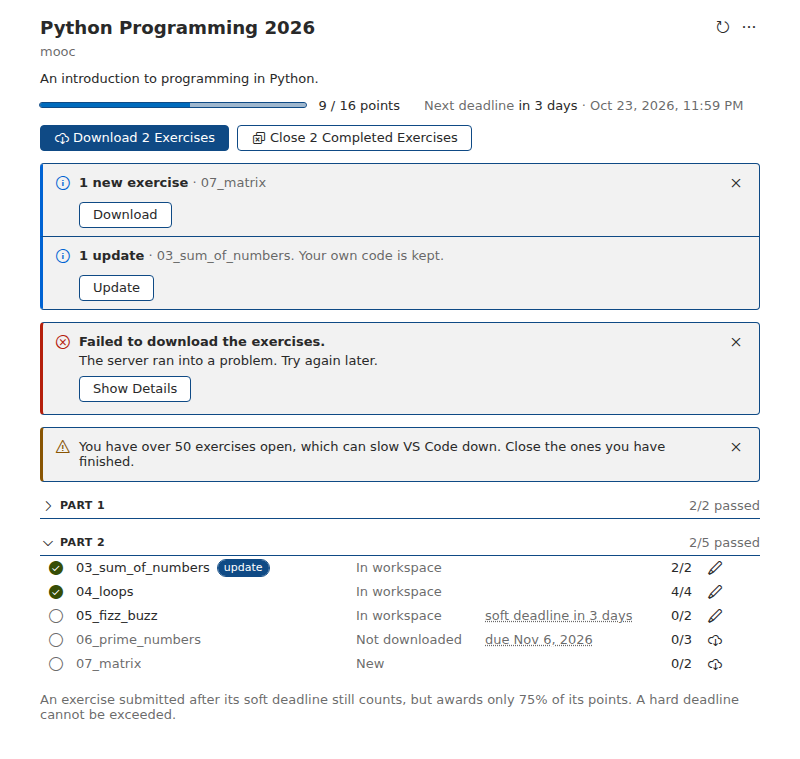 Python Programming 2026
mooc
An introduction to programming in Python.
9 / 16 points Next deadline in 3 days · Oct 23, 2026, 11:59 PM
Download 2 Exercises Close 2 Completed Exercises
1 new exercise · 07_matrix
Download
1 update · 03_sum_of_numbers. Your own code is kept.
Update
Failed to download the exercises.
The server ran into a problem. Try again later.
Show Details
You have over 50 exercises open, which can slow VS Code down. Close the ones you have
finished.
PART 1 2/2 passed
PART 2 2/5 passed
03_sum_of_numbers update In workspace 2/2
04_loops In workspace 4/4
05_fizz_buzz In workspace soft deadline in 3 days 0/2
06_prime_numbers Not downloaded due Nov 6, 2026 0/3
07_matrix New 0/2
An exercise submitted after its soft deadline still counts, but awards only 75% of its points. A hard deadline
cannot be exceeded.